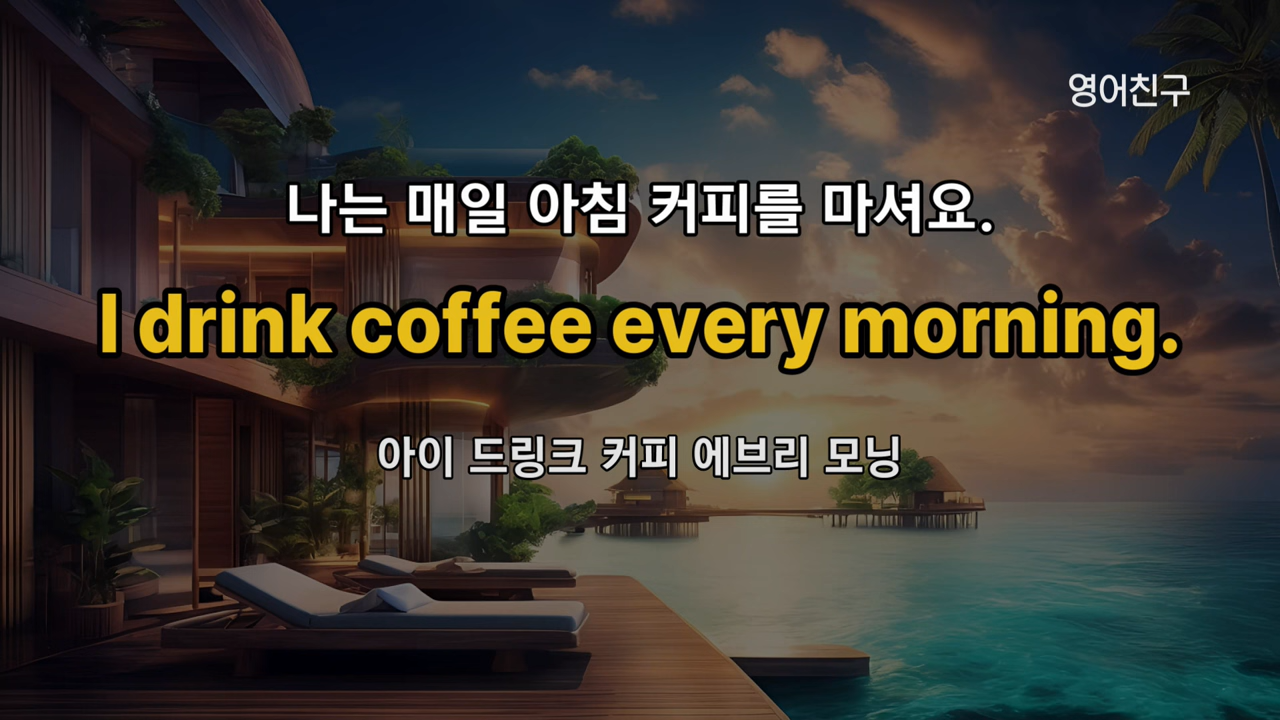 영어친구
나는 매일 아침 커피를 마셔요.
I drink coffee every morning.
아이 드링크 커피 에브리 모닝